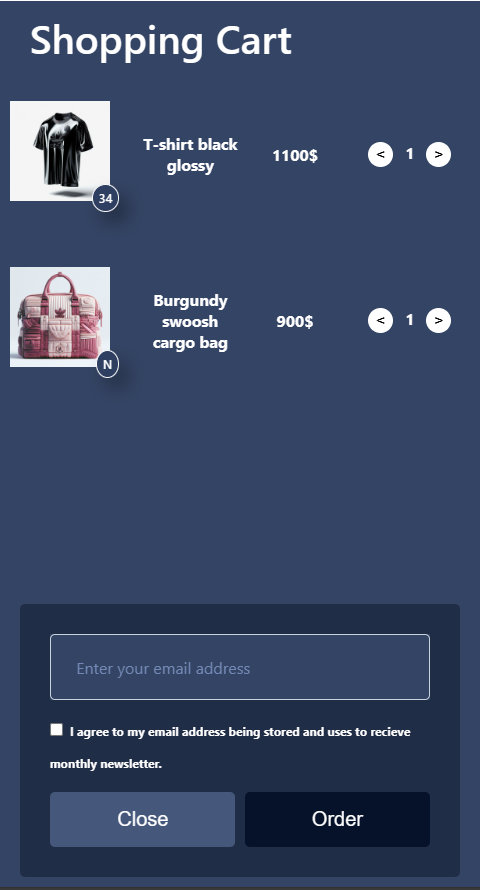 Shopping Cart
T-shirt black
glossy
1100$
< 1 >
34
Burgundy
swoosh
cargo bag
900$
< 1 >
N
Enter your email address
I agree to my email address being stored and uses to recieve
monthly newsletter.
Close
Order